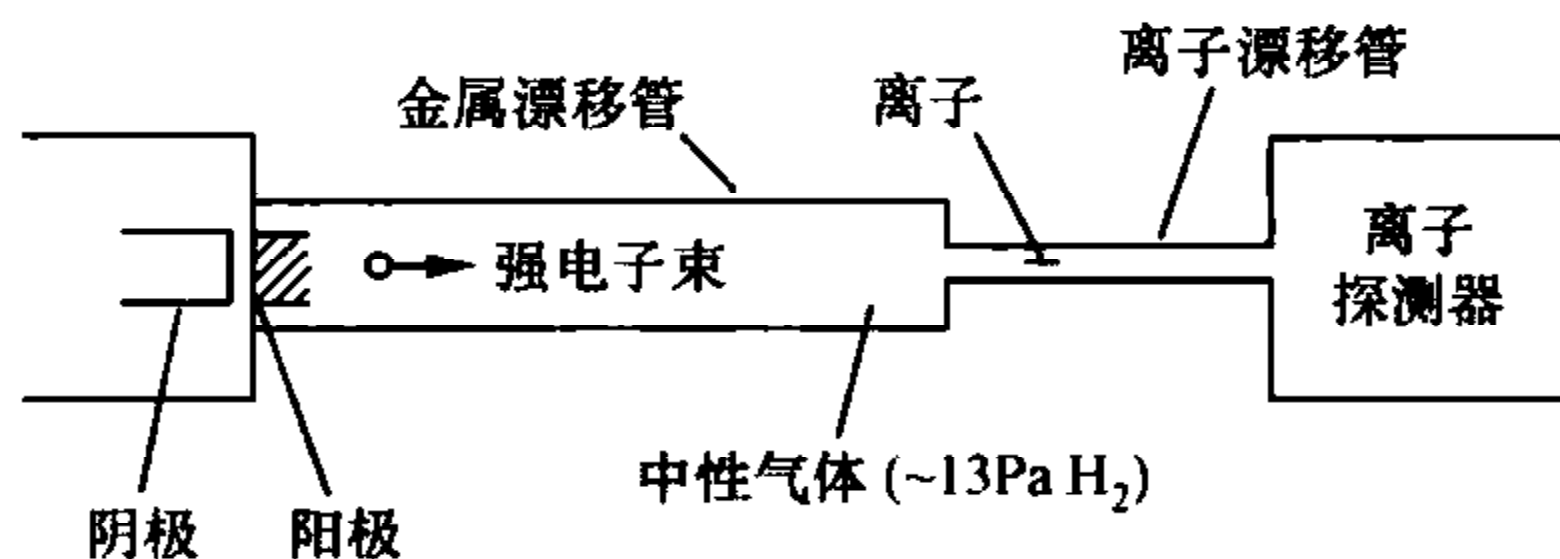 离子漂移管
金属漂移管
离子
强电子束
离子
探测器
中性气体 (~13Pa H₂)
阴极
阳极